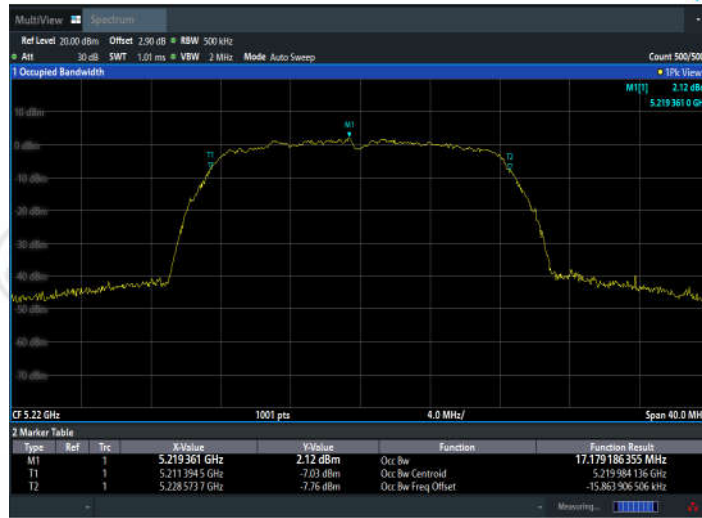 MultiView Spectrum
Ref Level 20.00 dBm Offset 2.90 dB RBW 500 kHz
Att 30 dB SWT 1.01 ms VBW 2 MHz Mode Auto Sweep Count 500/500
1 Occupied Bandwidth 1Pk View
M1[1] 2.12 dB
5.219 361 0 GH
10 dBm
M1
0 dBm
T1 T2
-10 dBm
-20 dBm
-30 dBm
-40 dBm
-50 dBm
-60 dBm
-70 dBm
CF 5.22 GHz 1001 pts 4.0 MHz/ Span 40.0 MH
2 Marker Table
Type Ref Trc X-Value Y-Value Function Function Result
M1 1 5.219 361 GHz 2.12 dBm Occ Bw 17.179 186 355 MHz
T1 1 5.211 394 5 GHz -7.03 dBm Occ Bw Centroid 5.219 984 136 GHz
T2 1 5.228 573 7 GHz -7.76 dBm Occ Bw Freq Offset -15.863 906 506 kHz
Measuring...